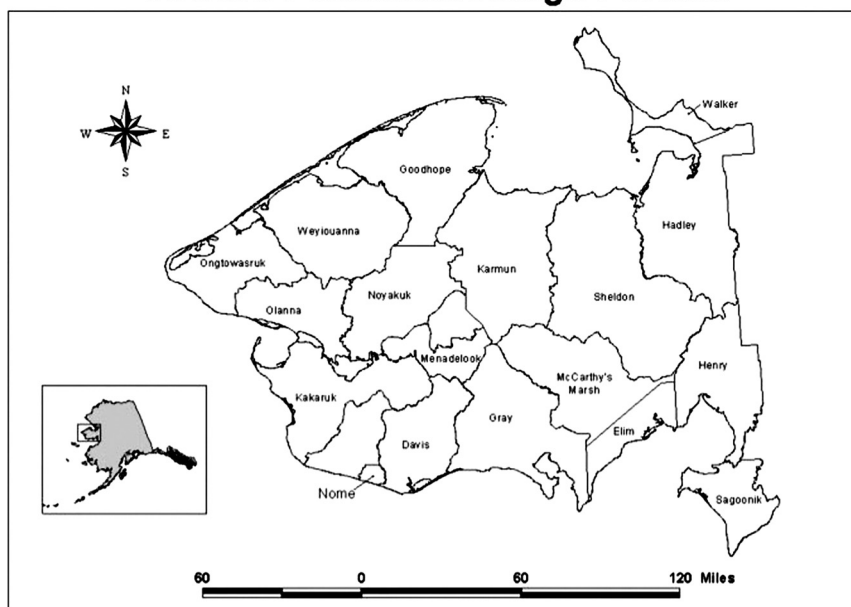 N
W E
S
Walker
Goodhope
Hadley
Weyiouanna
Ongtowasruk
Karmun
Noyakuk
Sheldon
Olanna
Menadelook
McCarthy's
Marsh
Henry
Kakaruk
Gray
Davis
Elim
Nome
Sagoonik
60 0 60 120 Miles